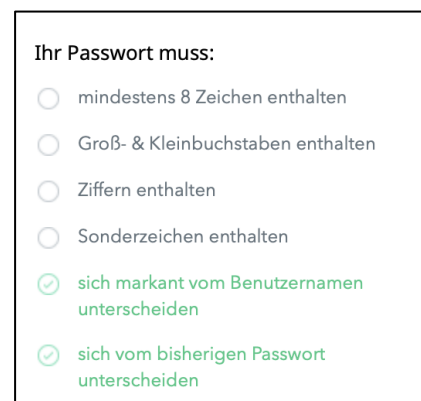 Ihr Passwort muss:
mindestens 8 Zeichen enthalten
Groß- & Kleinbuchstaben enthalten
Ziffern enthalten
Sonderzeichen enthalten
sich markant vom Benutzernamen
unterscheiden
sich vom bisherigen Passwort
unterscheiden